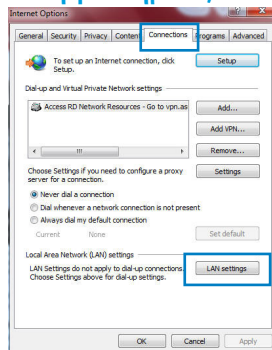 Internet Options
General Security Privacy Content Connections Programs Advanced
To set up an Internet connection, click
Setup.
Setup
Dial-up and Virtual Private Network settings
Access RD Network Resources - Go to vpn.as
Add...
Add VPN...
Remove...
Choose Settings if you need to configure a proxy
server for a connection.
Settings
Never dial a connection
Dial whenever a network connection is not present
Always dial my default connection
Current None
Set default
Local Area Network (LAN) settings
LAN Settings do not apply to dial-up connections.
Choose Settings above for dial-up settings.
LAN settings
OK Cancel Apply